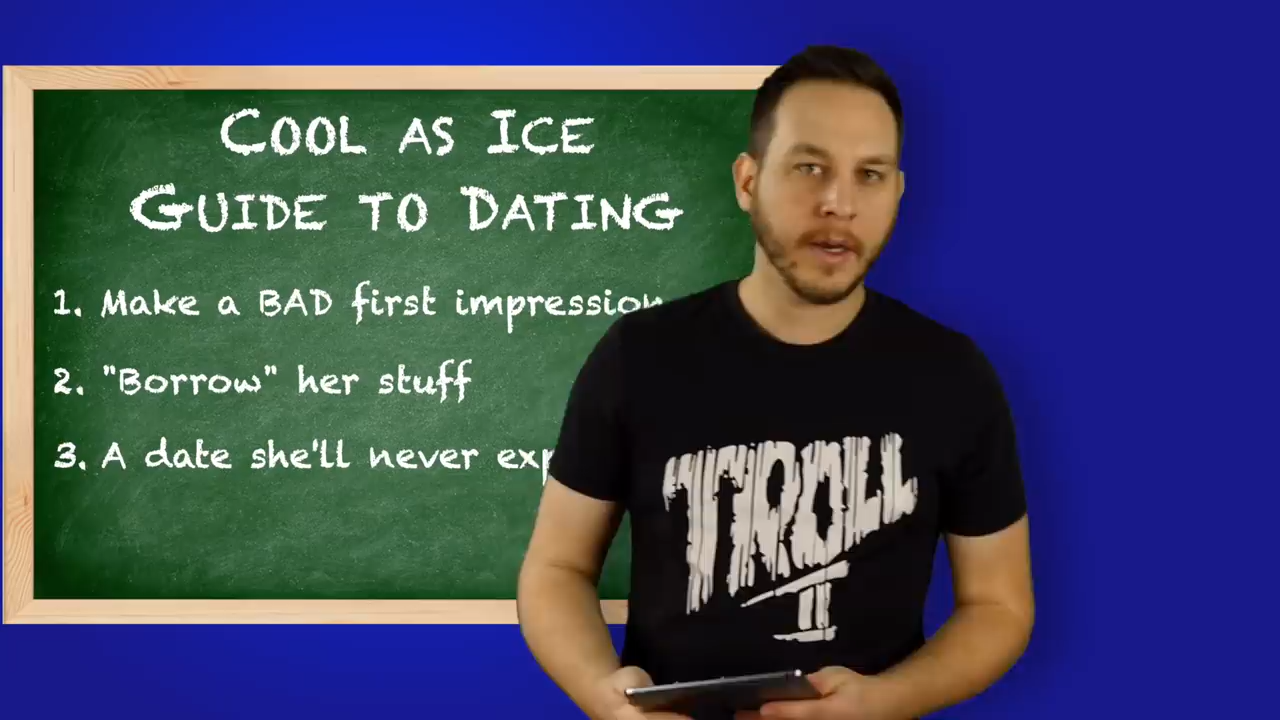 COOL AS ICE
GUIDE TO DATING
1. Make a BAD first impression
2. "Borrow" her stuff
3. A date she'll never exp
TROLL
II